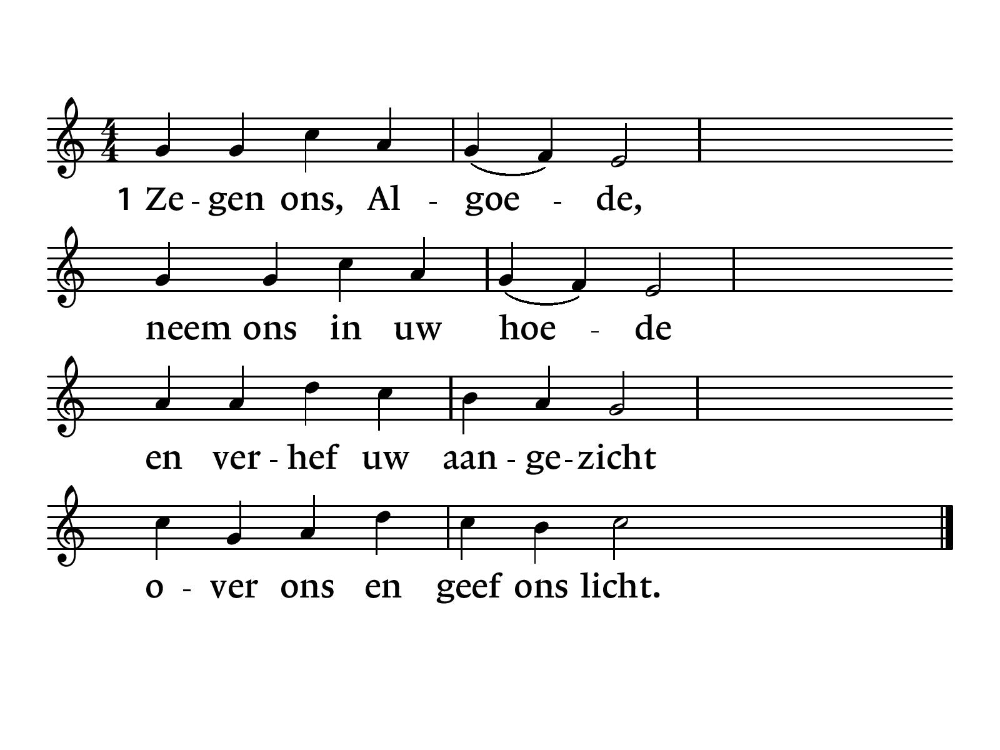 1 Ze - gen ons, Al - goe - de,
neem ons in uw hoe - de
en ver - hef uw aan - ge - zicht
o - ver ons en geef ons licht.